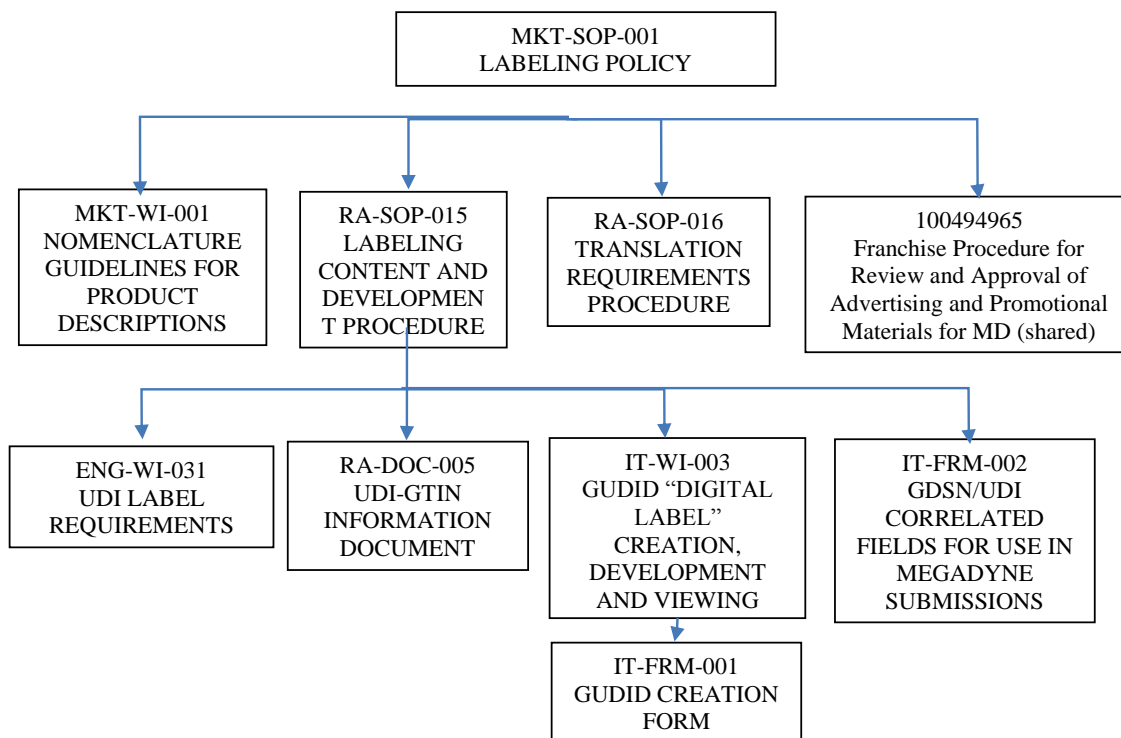 MKT-SOP-001
LABELING POLICY
MKT-WI-001
NOMENCLATURE
GUIDELINES FOR
PRODUCT
DESCRIPTIONS
RA-SOP-015
LABELING
CONTENT AND
DEVELOPMEN
T PROCEDURE
RA-SOP-016
TRANSLATION
REQUIREMENTS
PROCEDURE
100494965
Franchise Procedure for
Review and Approval of
Advertising and Promotional
Materials for MD (shared)
ENG-WI-031
UDI LABEL
REQUIREMENTS
RA-DOC-005
UDI-GTIN
INFORMATION
DOCUMENT
IT-WI-003
GUDID “DIGITAL
LABEL”
CREATION,
DEVELOPMENT
AND VIEWING
IT-FRM-002
GDSN/UDI
CORRELATED
FIELDS FOR USE IN
MEGADYNE
SUBMISSIONS
IT-FRM-001
GUDID CREATION
FORM